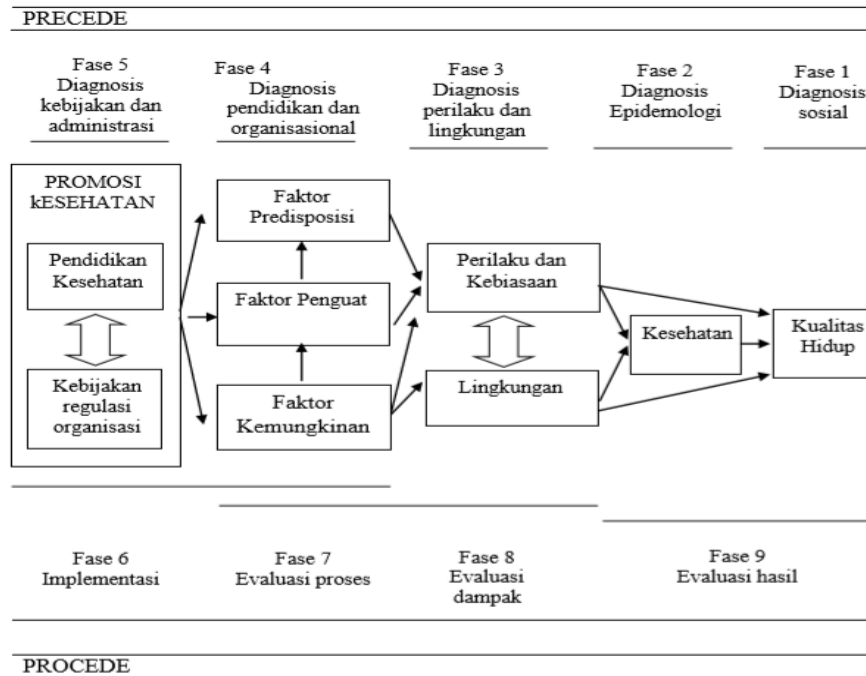 PRECEDE
Fase 5
Diagnosis
kebijakan dan
administrasi
Fase 4
Diagnosis
pendidikan dan
organisasional
Fase 3
Diagnosis
perilaku dan
lingkungan
Fase 2
Diagnosis
Epidemologi
Fase 1
Diagnosis
sosial
PROMOSI
kESEHATAN
Pendidikan
Kesehatan
Kebijakan
regulasi
organisasi
Faktor
Predisposisi
Faktor Penguat
Faktor
Kemungkinan
Perilaku dan
Kebiasaan
Lingkungan
Kesehatan
Kualitas
Hidup
Fase 6
Implementasi
Fase 7
Evaluasi proses
Fase 8
Evaluasi
dampak
Fase 9
Evaluasi hasil
PROCEDE